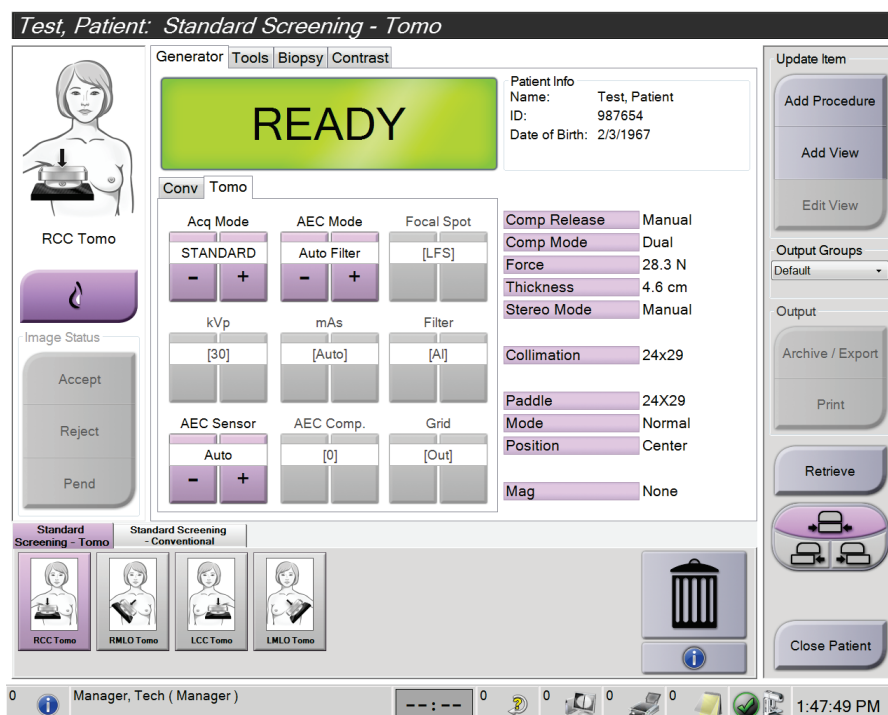 Test, Patient:  Standard Screening - Tomo
Generator Tools Biopsy Contrast
READY
Patient Info
Name: Test, Patient
ID: 987654
Date of Birth: 2/3/1967
RCC Tomo
Image Status
Accept
Reject
Pend
Conv Tomo
Acq Mode AEC Mode Focal Spot
STANDARD Auto Filter [LFS]
- + - +
kVp mAs Filter
[30] [Auto] [Al]
AEC Sensor AEC Comp. Grid
Auto [0] [Out]
- +
Comp Release Manual
Comp Mode Dual
Force 28.3 N
Thickness 4.6 cm
Stereo Mode Manual
Collimation 24x29
Paddle 24X29
Mode Normal
Position Center
Mag None
Update Item
Add Procedure
Add View
Edit View
Output Groups
Default
Output
Archive / Export
Print
Retrieve
Close Patient
Standard
Screening - Tomo
Standard Screening
- Conventional
RCC Tomo RMLO Tomo LCC Tomo LMLO Tomo
0 Manager, Tech ( Manager ) --:-- 0 0 0 0 1:47:49 PM